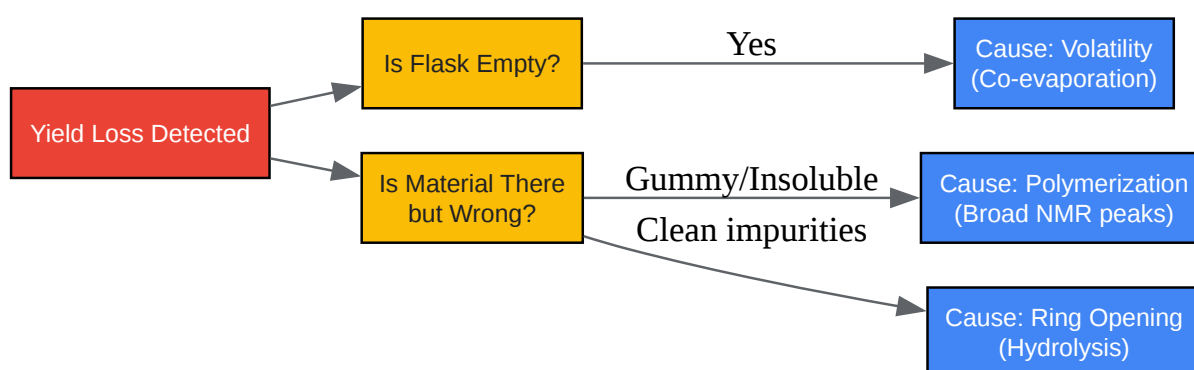 Is Flask Empty?
Yes
Cause: Volatility
(Co-evaporation)
Yield Loss Detected
Is Material There
but Wrong?
Gummy/Insoluble
Cause: Polymerization
(Broad NMR peaks)
Clean impurities
Cause: Ring Opening
(Hydrolysis)